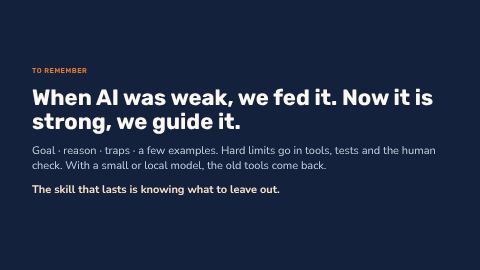 TO REMEMBER
When AI was weak, we fed it. Now it is
strong, we guide it.
Goal · reason · traps · a few examples. Hard limits go in tools, tests and the human
check. With a small or local model, the old tools come back.
The skill that lasts is knowing what to leave out.